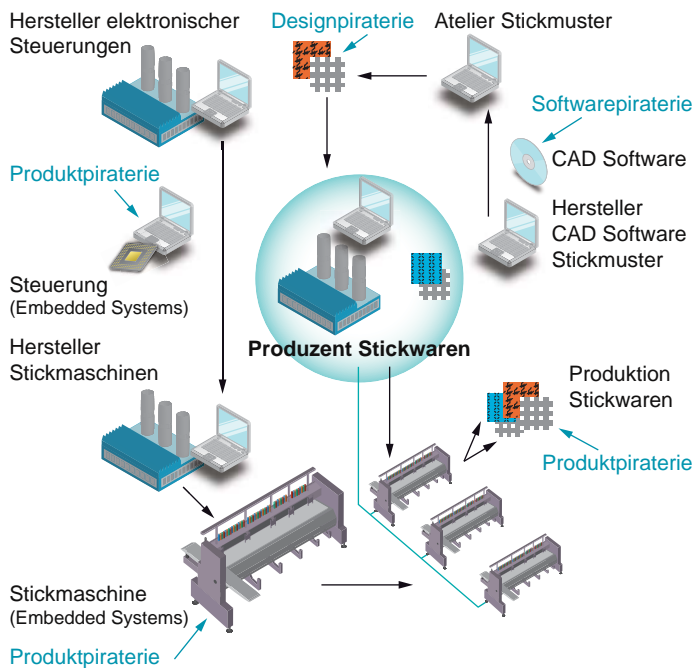 Hersteller elektronischer
Steuerungen
Designpiraterie
Atelier Stickmuster
Softwarepiraterie
CAD Software
Produktpiraterie
Hersteller
CAD Software
Stickmuster
Steuerung
(Embedded Systems)
Produzent Stickwaren
Hersteller
Stickmaschinen
Produktion
Stickwaren
Produktpiraterie
Stickmaschine
(Embedded Systems)
Produktpiraterie